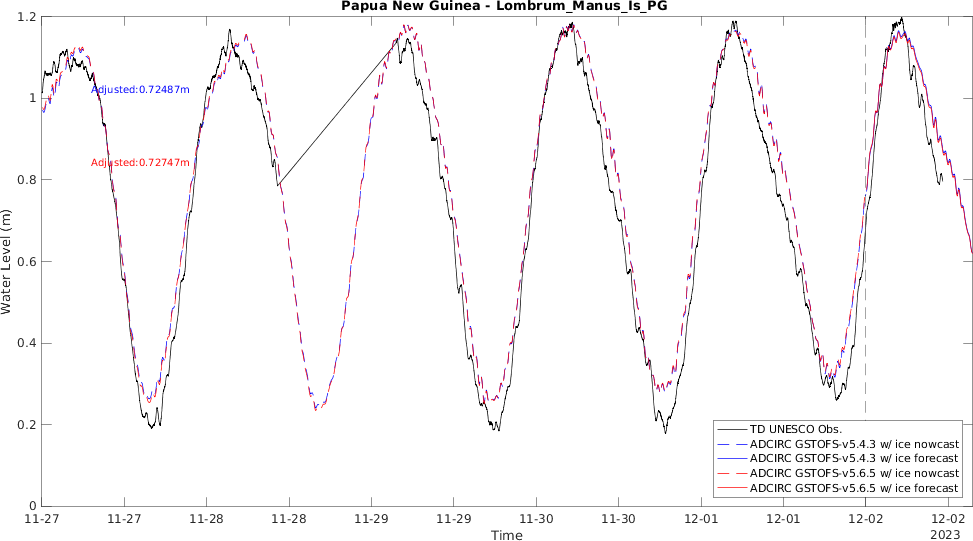 Papua New Guinea - Lombrum_Manus_Is_PG
1.2
1
0.8
0.6
0.4
0.2
0
Water Level (m)
Adjusted:0.72487m
Adjusted:0.72747m
TD UNESCO Obs.
ADCIRC GSTOFS-v5.4.3 w/ ice nowcast
ADCIRC GSTOFS-v5.4.3 w/ ice forecast
ADCIRC GSTOFS-v5.6.5 w/ ice nowcast
ADCIRC GSTOFS-v5.6.5 w/ ice forecast
11-27 11-27 11-28 11-28 11-29 11-29 11-30 11-30 12-01 12-01 12-02 12-02
2023
Time